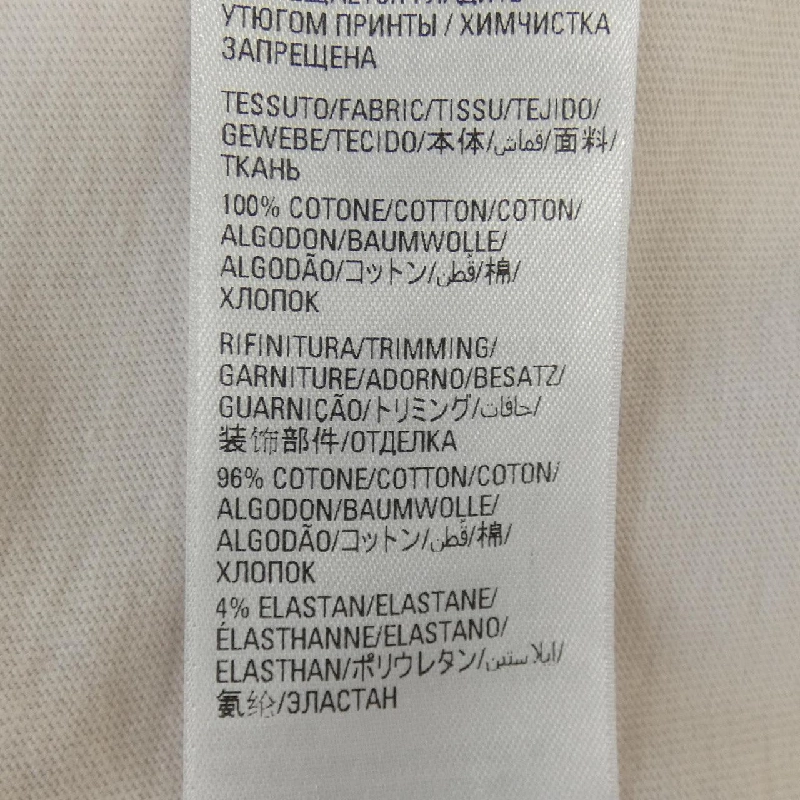 УТЮГОМ ПРИНТЫ / ХИМЧИСТКА
ЗАПРЕЩЕНА
TESSUTO/FABRIC/TISSU/TEJIDO/
GEWEBE/TECIDO/本体/قماش/面料/
ТКАНЬ
100% COTONE/COTTON/COTON/
ALGODON/BAUMWOLLE/
ALGODÃO/コットン/قطن/棉/
ХЛОПОК
RIFINITURA/TRIMMING/
GARNITURE/ADORNO/BESATZ/
GUARNIÇÃO/トリミング/حافات/
装饰部件/ОТДЕЛКА
96% COTONE/COTTON/COTON/
ALGODON/BAUMWOLLE/
ALGODÃO/コットン/قطن/棉/
ХЛОПОК
4% ELASTAN/ELASTANE/
ÉLASTHANNE/ELASTANO/
ELASTHAN/ポリウレタン/ايلاستين/
氨纶/ЭЛАСТАН